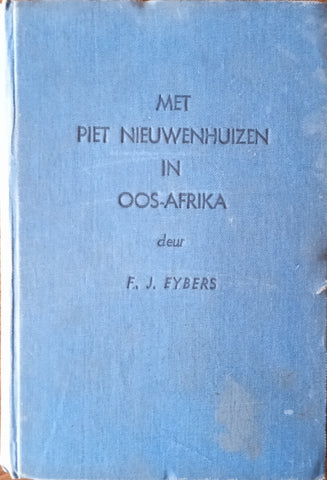 MET
PIET NIEUWENHUIZEN
IN
OOS-AFRIKA
deur
F. J. EYBERS